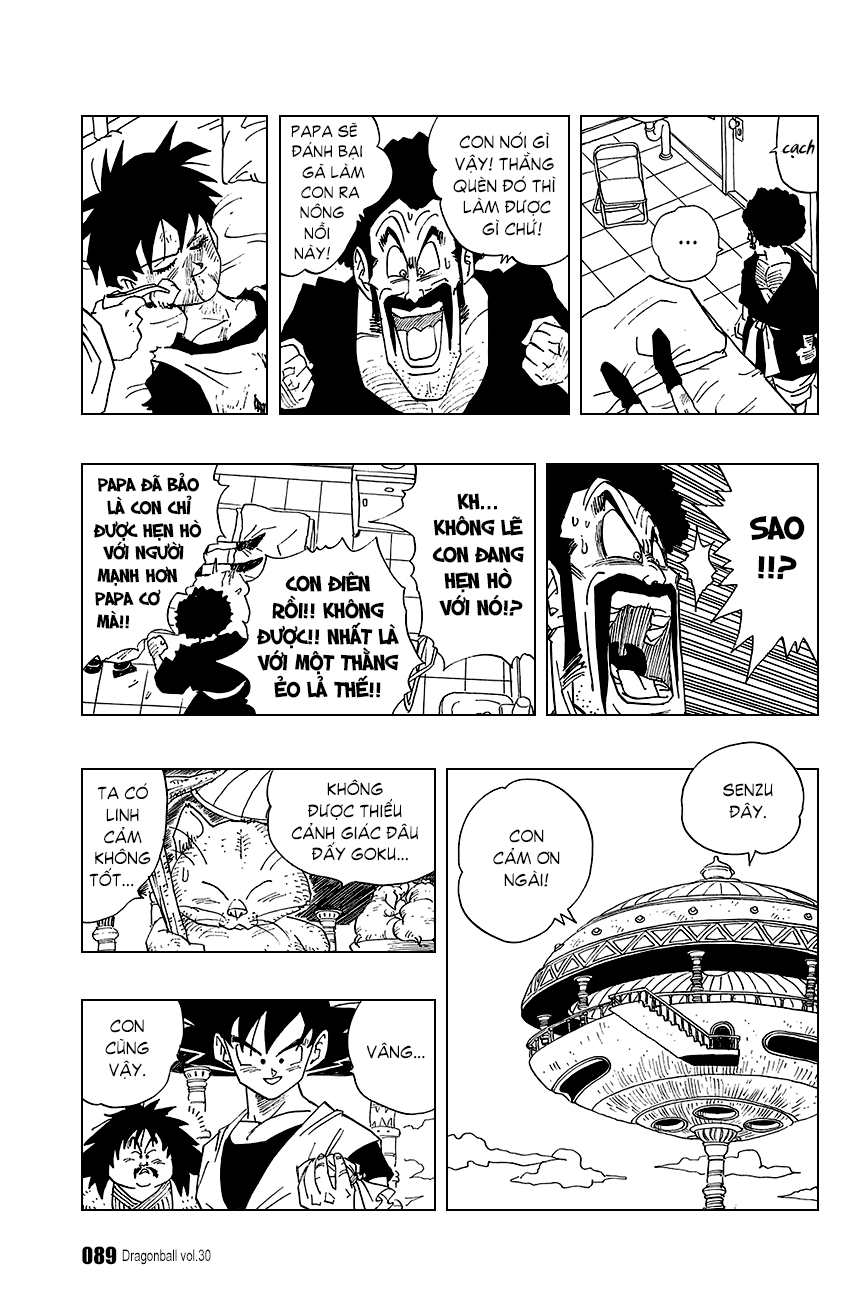 cạch
...
CON NÓI GÌ
VẬY! THẰNG
QUÈN ĐÓ THÌ
LÀM ĐƯỢC
GÌ CHỨ!
PAPA SẼ
ĐÁNH BẠI
GÃ LÀM
CON RA
NÔNG
NỖI
NÀY!
SAO
!!?
KH...
KHÔNG LẼ
CON ĐANG
HẸN HÒ
VỚI NÓ!?
CON ĐIÊN
RỒI!! KHÔNG
ĐƯỢC!! NHẤT LÀ
VỚI MỘT THẰNG
ẺO LẢ THẾ!!
PAPA ĐÃ BẢO
LÀ CON CHỈ
ĐƯỢC HẸN HÒ
VỚI NGƯỜI
MẠNH HƠN
PAPA CƠ
MÀ!!
SENZU
ĐÂY.
CON
CẢM ƠN
NGÀI!
KHÔNG
ĐƯỢC THIẾU
CẢNH GIÁC ĐÂU
ĐẤY GOKU...
TA CÓ
LINH
CẢM
KHÔNG
TỐT...
VÂNG...
CON
CŨNG
VẬY.
089 Dragonball vol.30